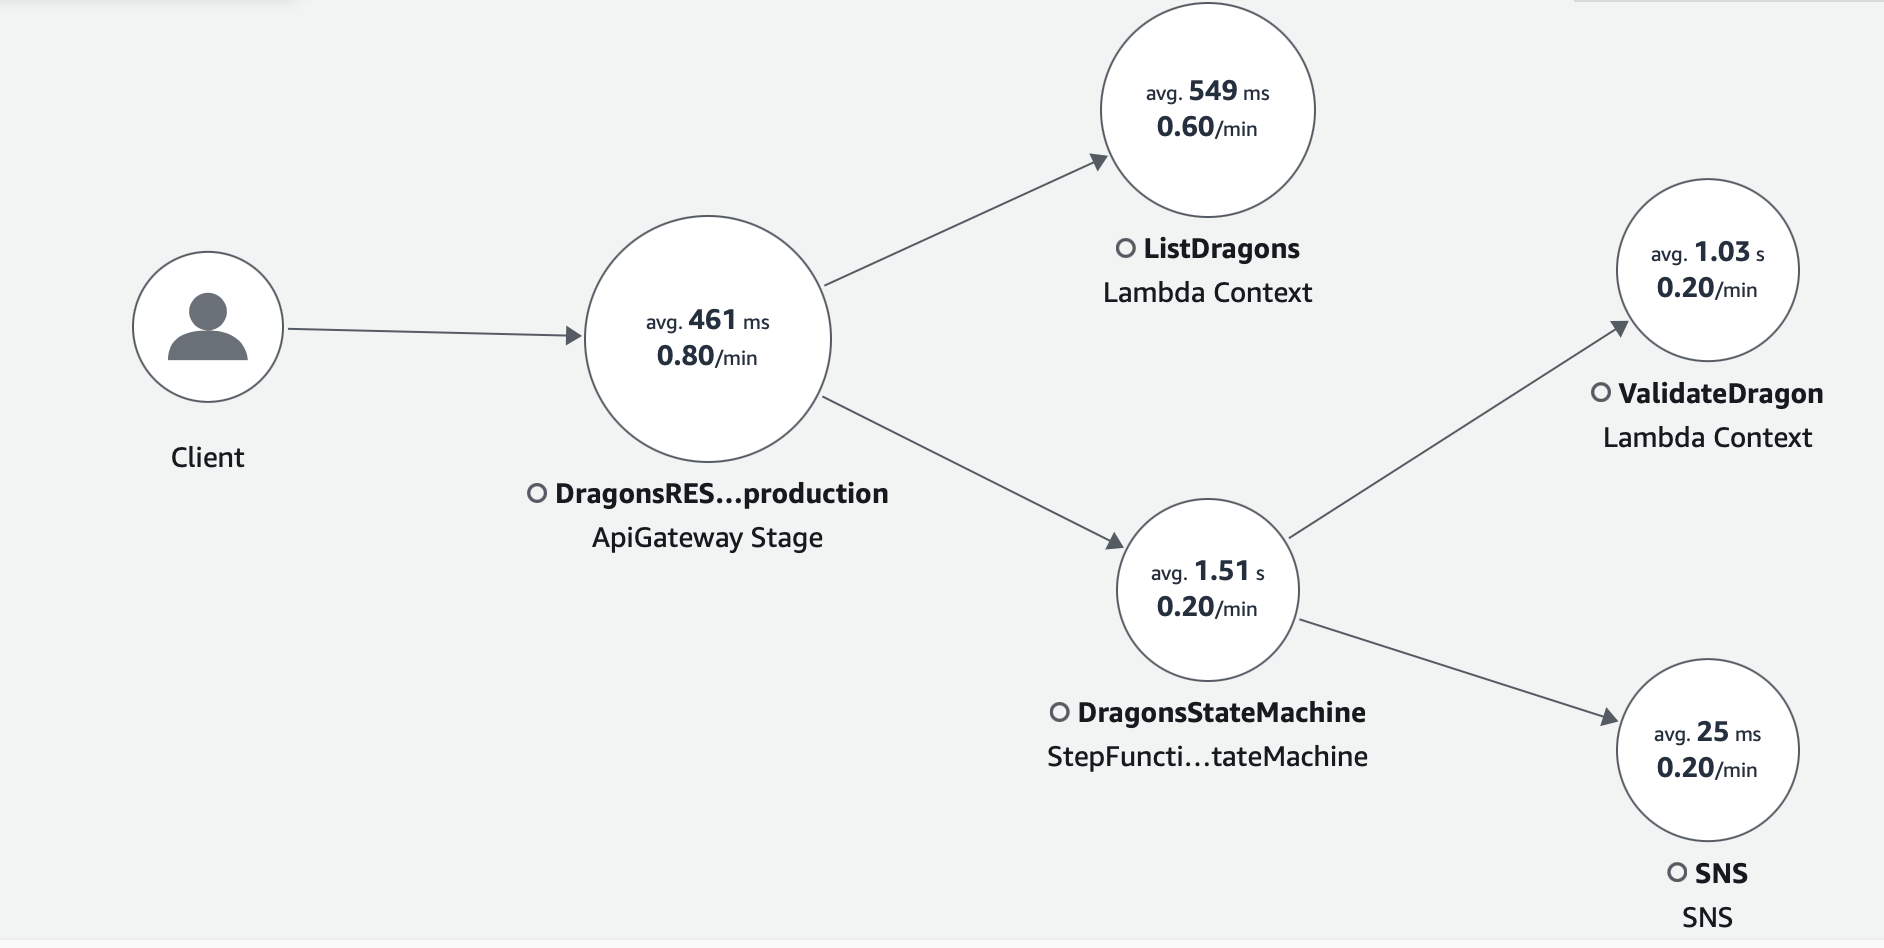 avg. 549 ms
0.60/min
ListDragons
Lambda Context
avg. 461 ms
0.80/min
DragonsRES...production
ApiGateway Stage
Client
avg. 1.03 s
0.20/min
ValidateDragon
Lambda Context
avg. 1.51 s
0.20/min
DragonsStateMachine
StepFuncti...tateMachine
avg. 25 ms
0.20/min
SNS
SNS